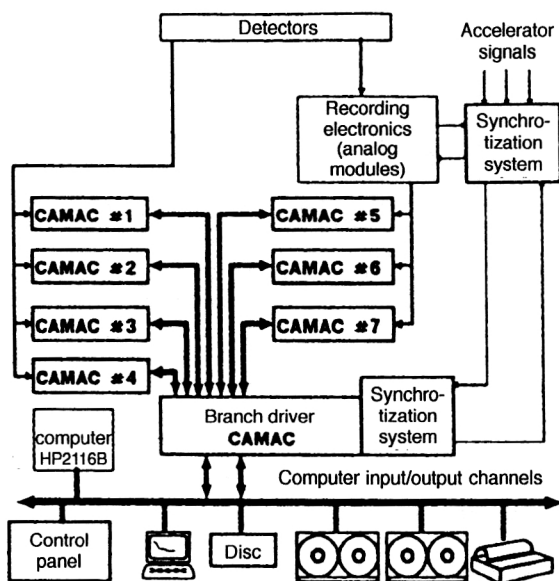 Detectors
Accelerator
signals
Recording
electronics
(analog
modules)
Synchro-
tization
system
CAMAC #1
CAMAC #5
CAMAC #2
CAMAC #6
CAMAC #3
CAMAC #7
CAMAC #4
Branch driver
CAMAC
Synchro-
tization
system
computer
HP2116B
Computer input/output channels
Control
panel
Disc